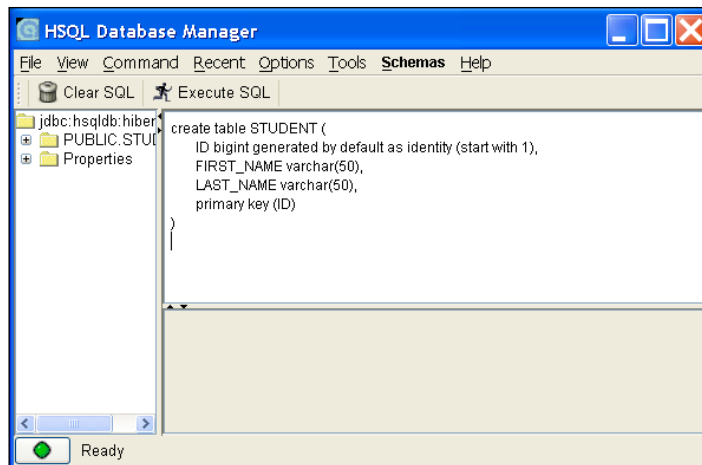 HSQL Database Manager
File View Command Recent Options Tools Schemas Help
Clear SQL Execute SQL
jdbc:hsqldb:hiber
PUBLIC.STUI
Properties
create table STUDENT (
ID bigint generated by default as identity (start with 1),
FIRST_NAME varchar(50),
LAST_NAME varchar(50),
primary key (ID)
)
Ready